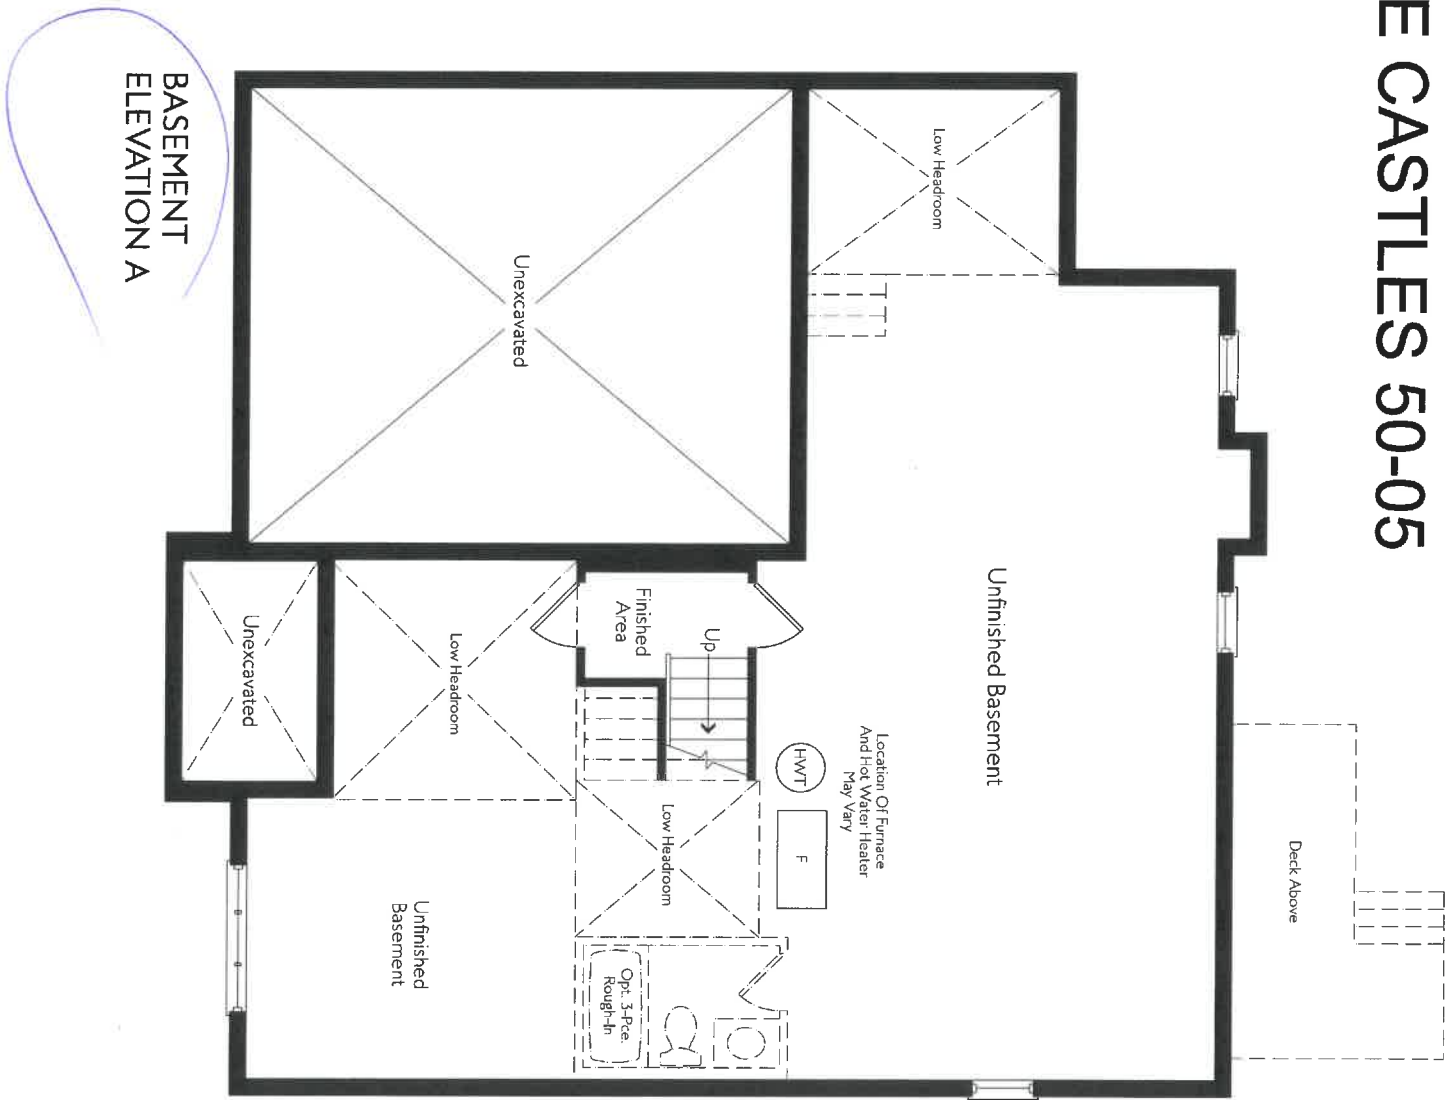 E CASTLES 50-05
BASEMENT
ELEVATION A
Low Headroom
Unexcavated
Unfinished Basement
Finished
Area
Up
Low Headroom
Unexcavated
Location Of Furnace
And Hot Water Heater
May Vary
HWT
F
Low Headroom
Deck Above
Unfinished
Basement
Opt. 3-Pce.
Rough-In